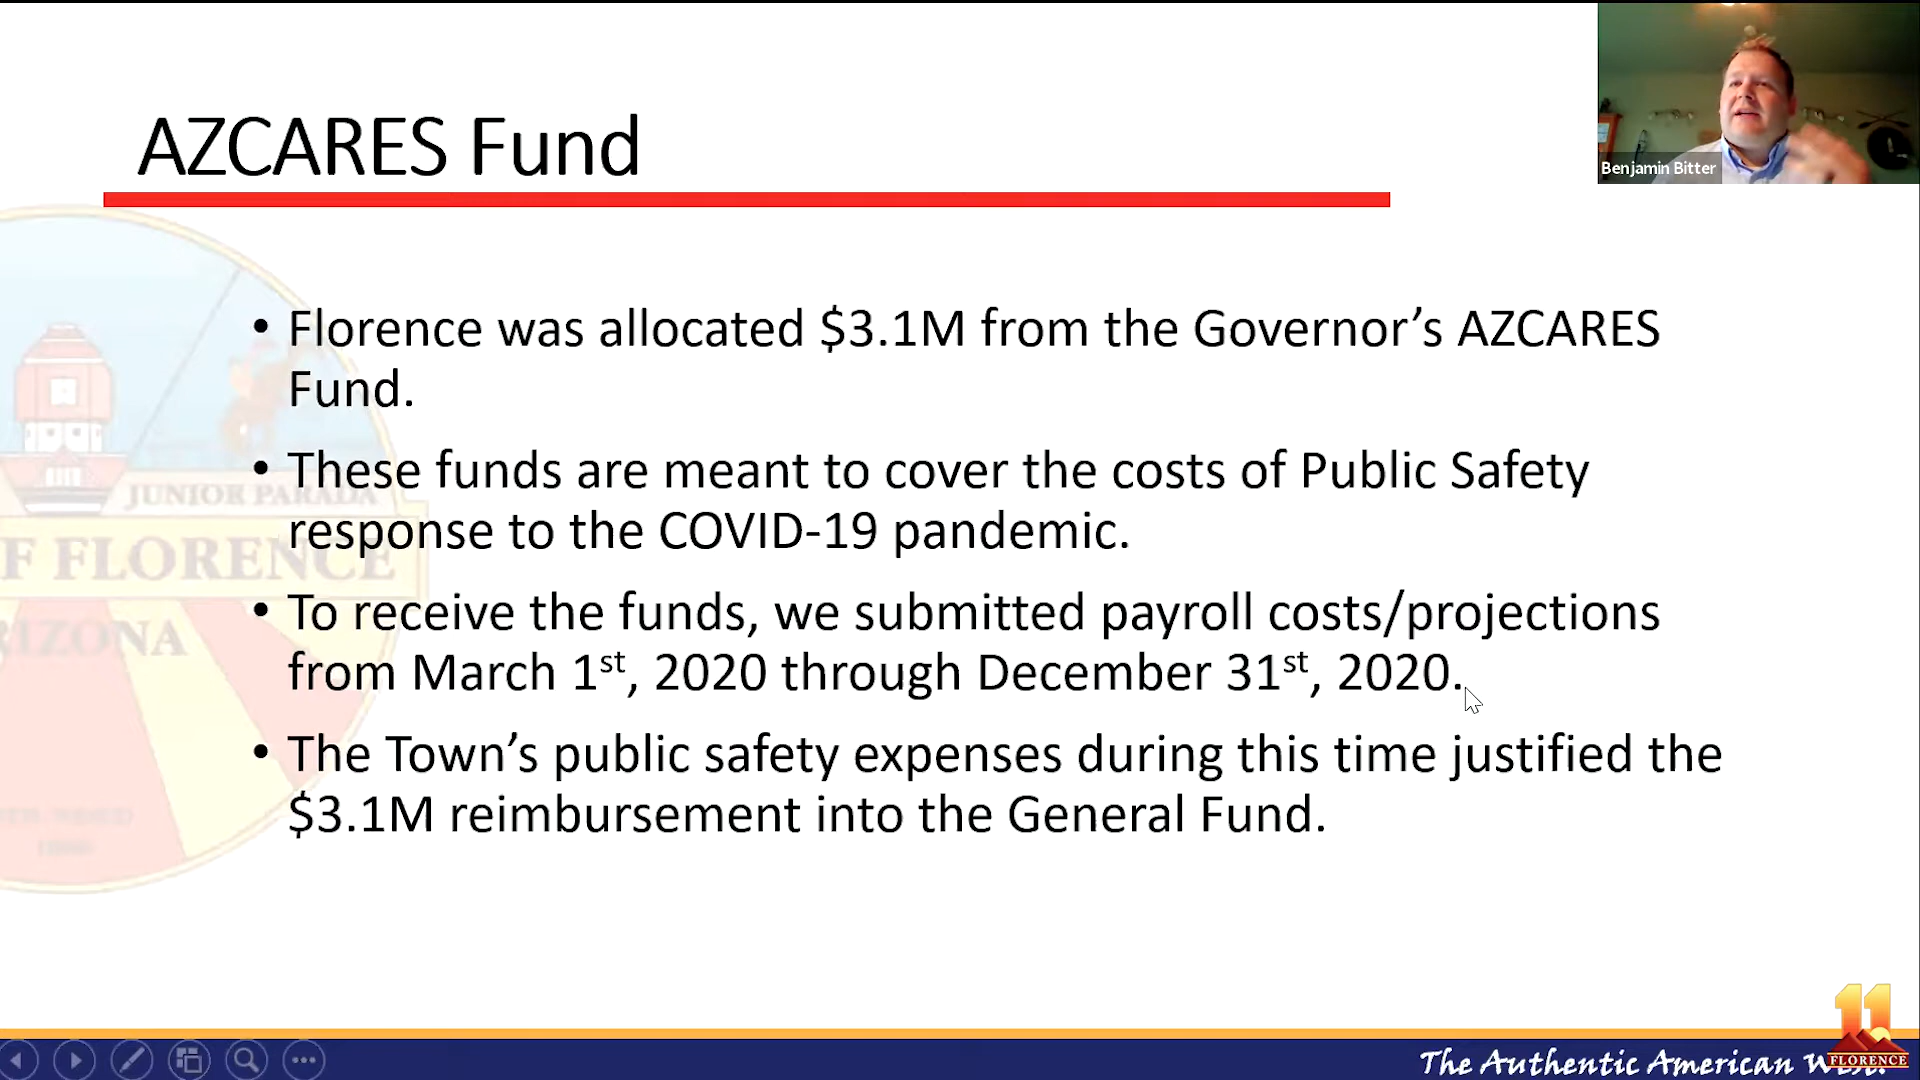 AZCARES Fund
Benjamin Bitter
• Florence was allocated $3.1M from the Governor’s AZCARES
Fund.
• These funds are meant to cover the costs of Public Safety
response to the COVID-19 pandemic.
• To receive the funds, we submitted payroll costs/projections
from March 1st, 2020 through December 31st, 2020.
• The Town’s public safety expenses during this time justified the
$3.1M reimbursement into the General Fund.
JUNIOR PARADA
F FLORENCE
RIZONA
The Authentic American
11
FLORENCE